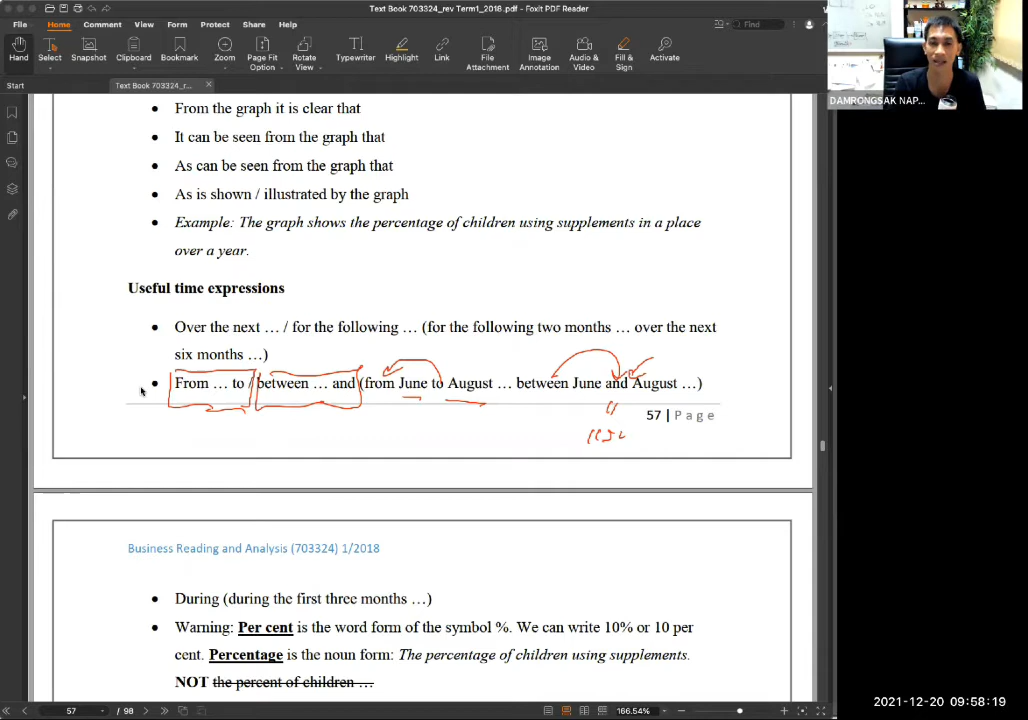 Text Book 703324_rev Term1_2018.pdf - Foxit PDF Reader
File Home Comment View Form Protect Share Help
Find
Hand Select Snapshot Clipboard Bookmark Zoom Page Fit Option Rotate View Typewriter Highlight Link File Attachment Image Annotation Audio & Video Fill & Sign Activate
Start Text Book 703324_r...
DAMRONGSAK NAP...
• From the graph it is clear that
• It can be seen from the graph that
• As can be seen from the graph that
• As is shown / illustrated by the graph
• Example: The graph shows the percentage of children using supplements in a place
over a year.
Useful time expressions
• Over the next … / for the following … (for the following two months … over the next
six months …)
• From … to / between … and (from June to August … between June and August …)
57 | Page
Business Reading and Analysis (703324) 1/2018
• During (during the first three months …)
• Warning: Per cent is the word form of the symbol %. We can write 10% or 10 per
cent. Percentage is the noun form: The percentage of children using supplements.
NOT the percent of children …
57 / 98 166.54%
2021-12-20 09:58:19